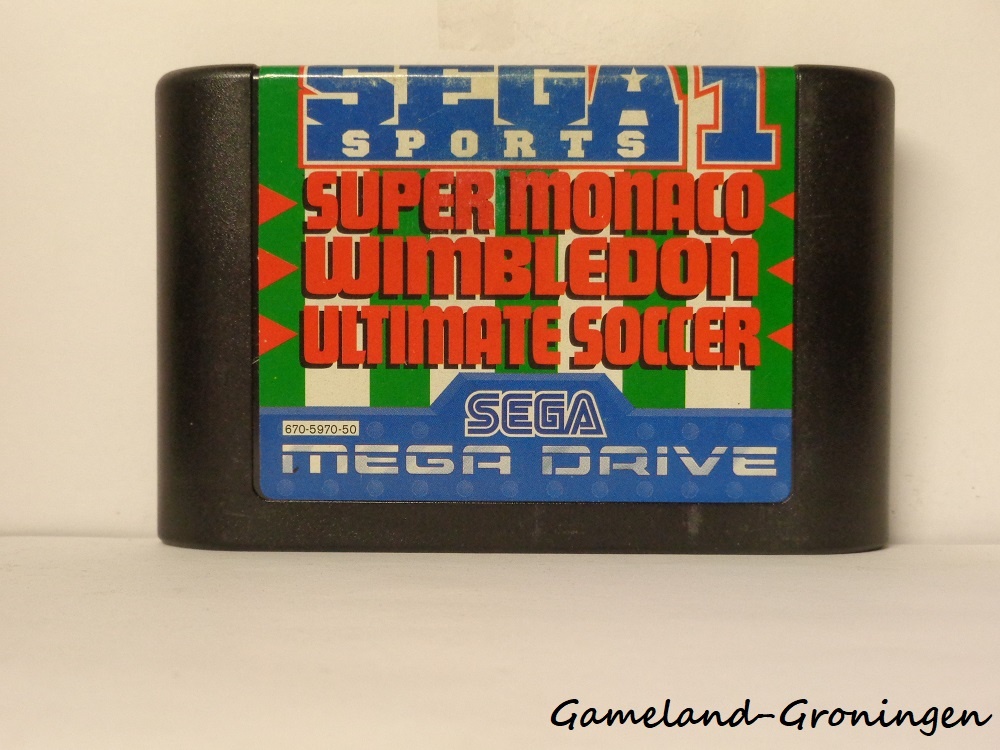 SEGA 1
SPORTS
SUPER MONACO
WIMBLEDON
ULTIMATE SOCCER
SEGA
670-5970-50
MEGA DRIVE
Gameland-Groningen